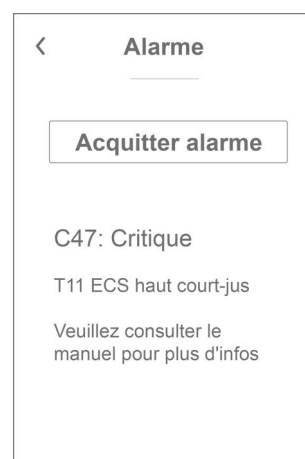 Alarme
Acquitter alarme
C47: Critique
T11 ECS haut court-jus
Veuillez consulter le
manuel pour plus d'infos